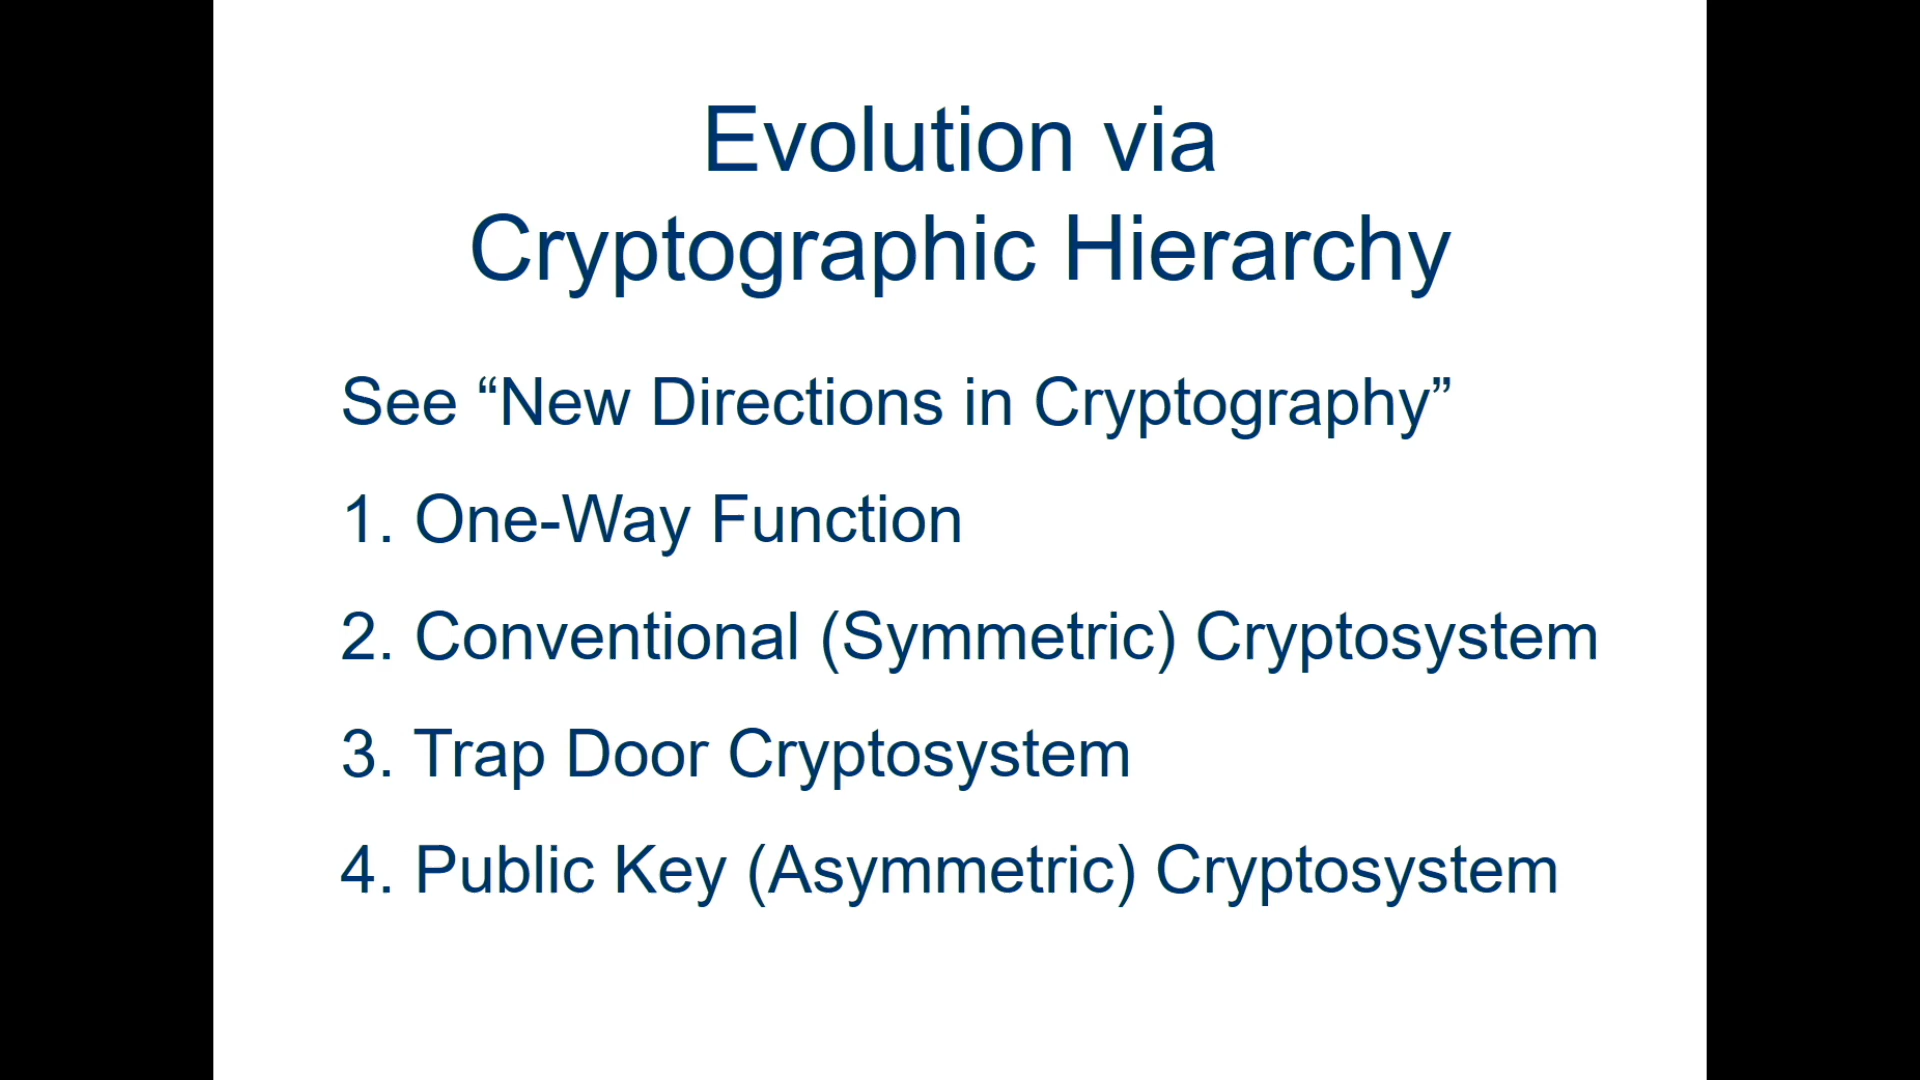 Evolution via
Cryptographic Hierarchy
See “New Directions in Cryptography”
1. One-Way Function
2. Conventional (Symmetric) Cryptosystem
3. Trap Door Cryptosystem
4. Public Key (Asymmetric) Cryptosystem